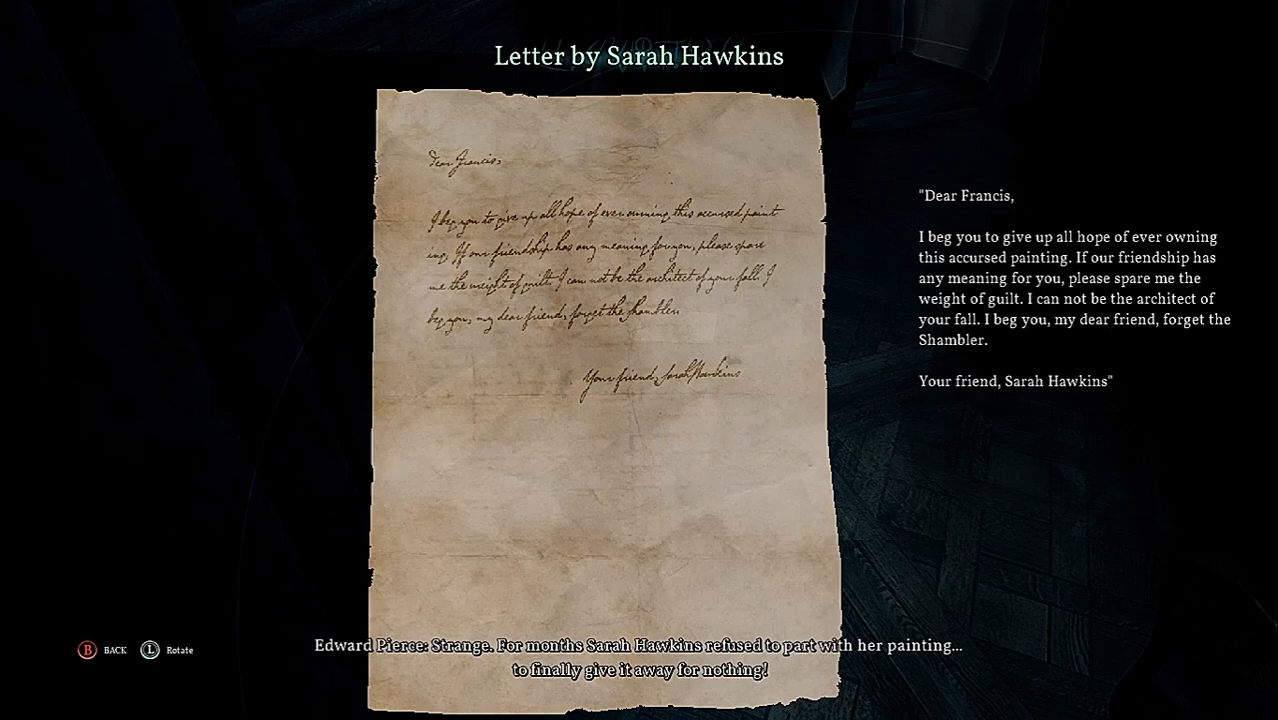 Letter by Sarah Hawkins
Dear Francis,
I beg you to give up all hope of ever owning this accursed paint
ing. If our friendship has any meaning for you, please spare
me the weight of guilt. I can not be the architect of your fall. I
beg you, my dear friend, forget the Shambler.
Your friend, Sarah Hawkins
"Dear Francis,
I beg you to give up all hope of ever owning
this accursed painting. If our friendship has
any meaning for you, please spare me the
weight of guilt. I can not be the architect of
your fall. I beg you, my dear friend, forget the
Shambler.
Your friend, Sarah Hawkins"
Edward Pierce: Strange. For months Sarah Hawkins refused to part with her painting...
to finally give it away for nothing!
B BACK L Rotate